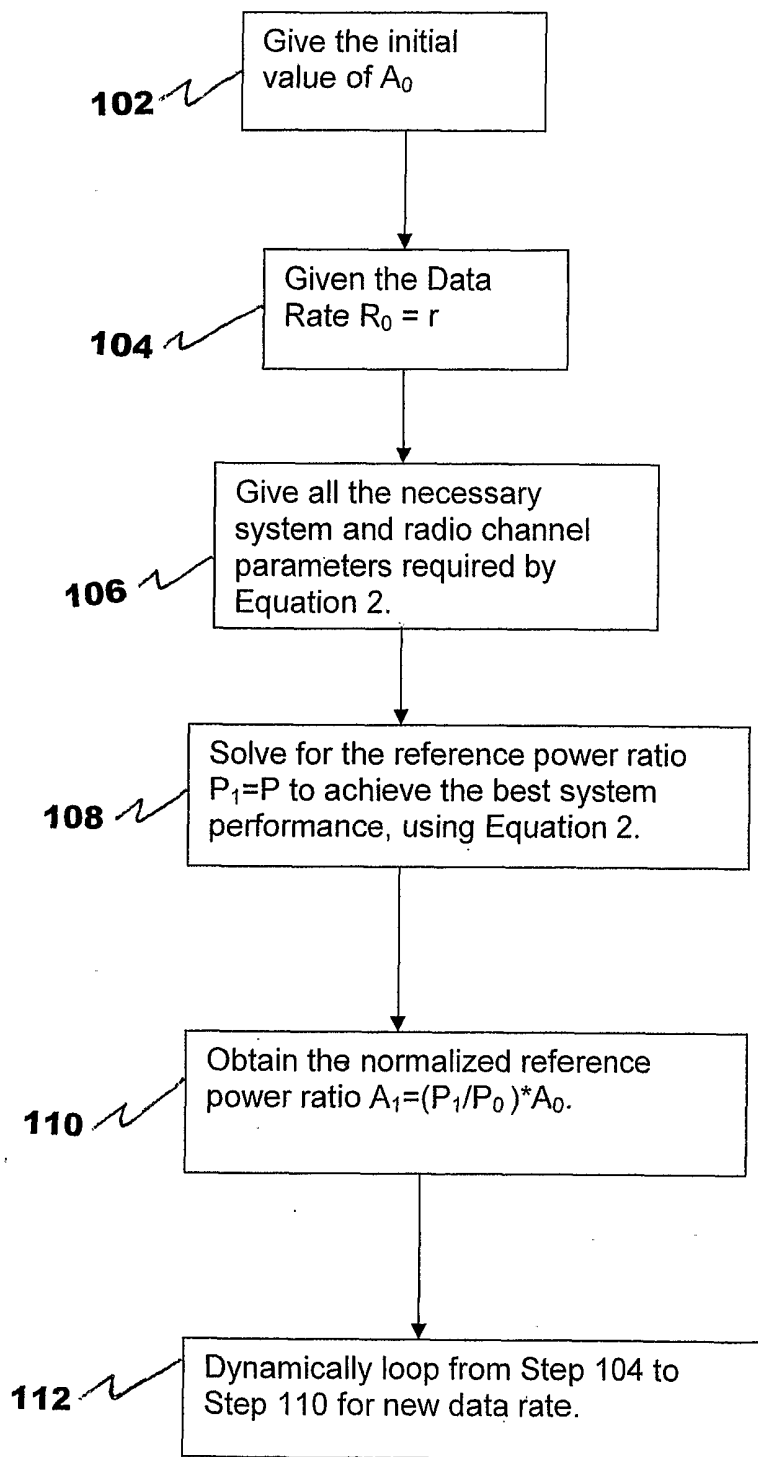 Give the initial
value of A₀
102
Given the Data
Rate R₀ = r
104
Give all the necessary
system and radio channel
parameters required by
Equation 2.
106
Solve for the reference power ratio
P₁=P to achieve the best system
performance, using Equation 2.
108
Obtain the normalized reference
power ratio A₁=(P₁/P₀)*A₀.
110
Dynamically loop from Step 104 to
Step 110 for new data rate.
112